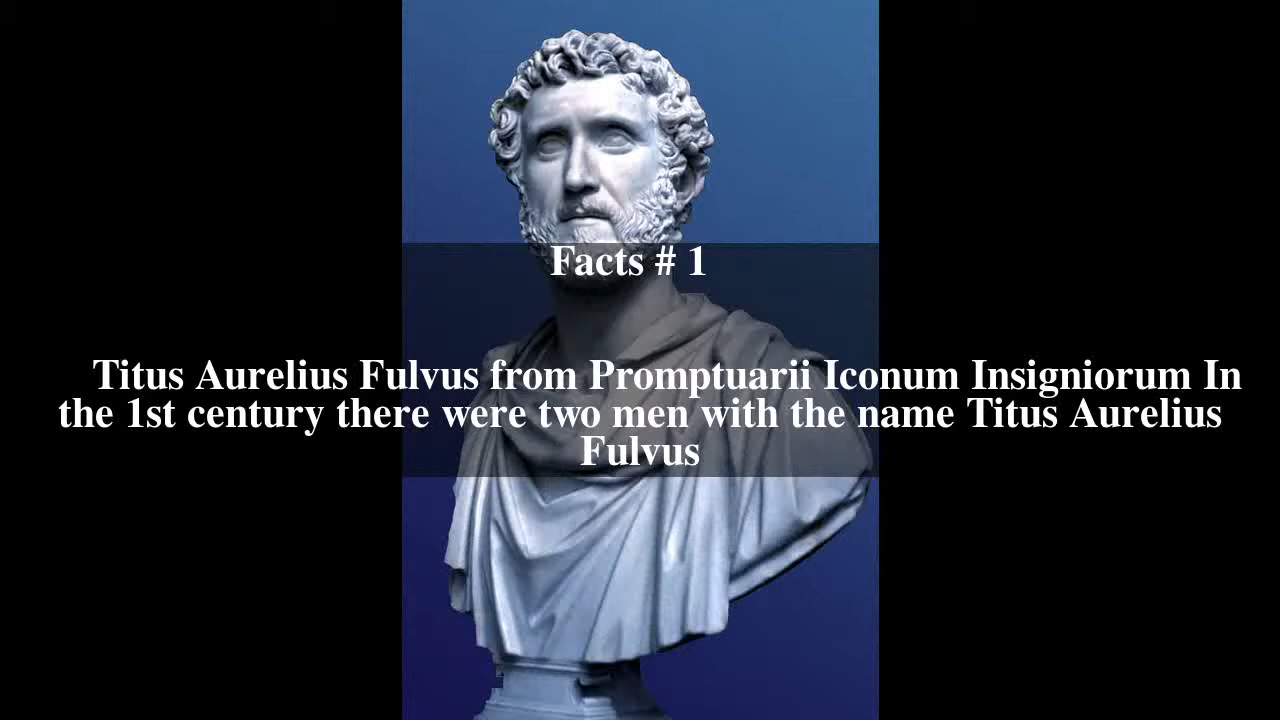 Facts # 1
Titus Aurelius Fulvus from Promptuarii Iconum Insigniorum In
the 1st century there were two men with the name Titus Aurelius
Fulvus